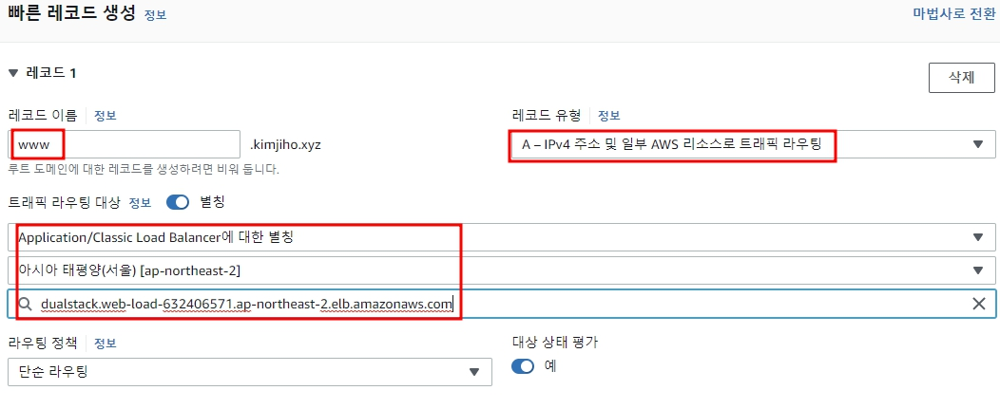 빠른 레코드 생성 정보 마법사로 전환
▼ 레코드 1 삭제
레코드 이름 정보 레코드 유형 정보
www .kimjiho.xyz A – IPv4 주소 및 일부 AWS 리소스로 트래픽 라우팅
루트 도메인에 대한 레코드를 생성하려면 비워 둡니다.
트래픽 라우팅 대상 정보 별칭
Application/Classic Load Balancer에 대한 별칭
아시아 태평양(서울) [ap-northeast-2]
dualstack.web-load-632406571.ap-northeast-2.elb.amazonaws.com
라우팅 정책 정보 대상 상태 평가
단순 라우팅 예